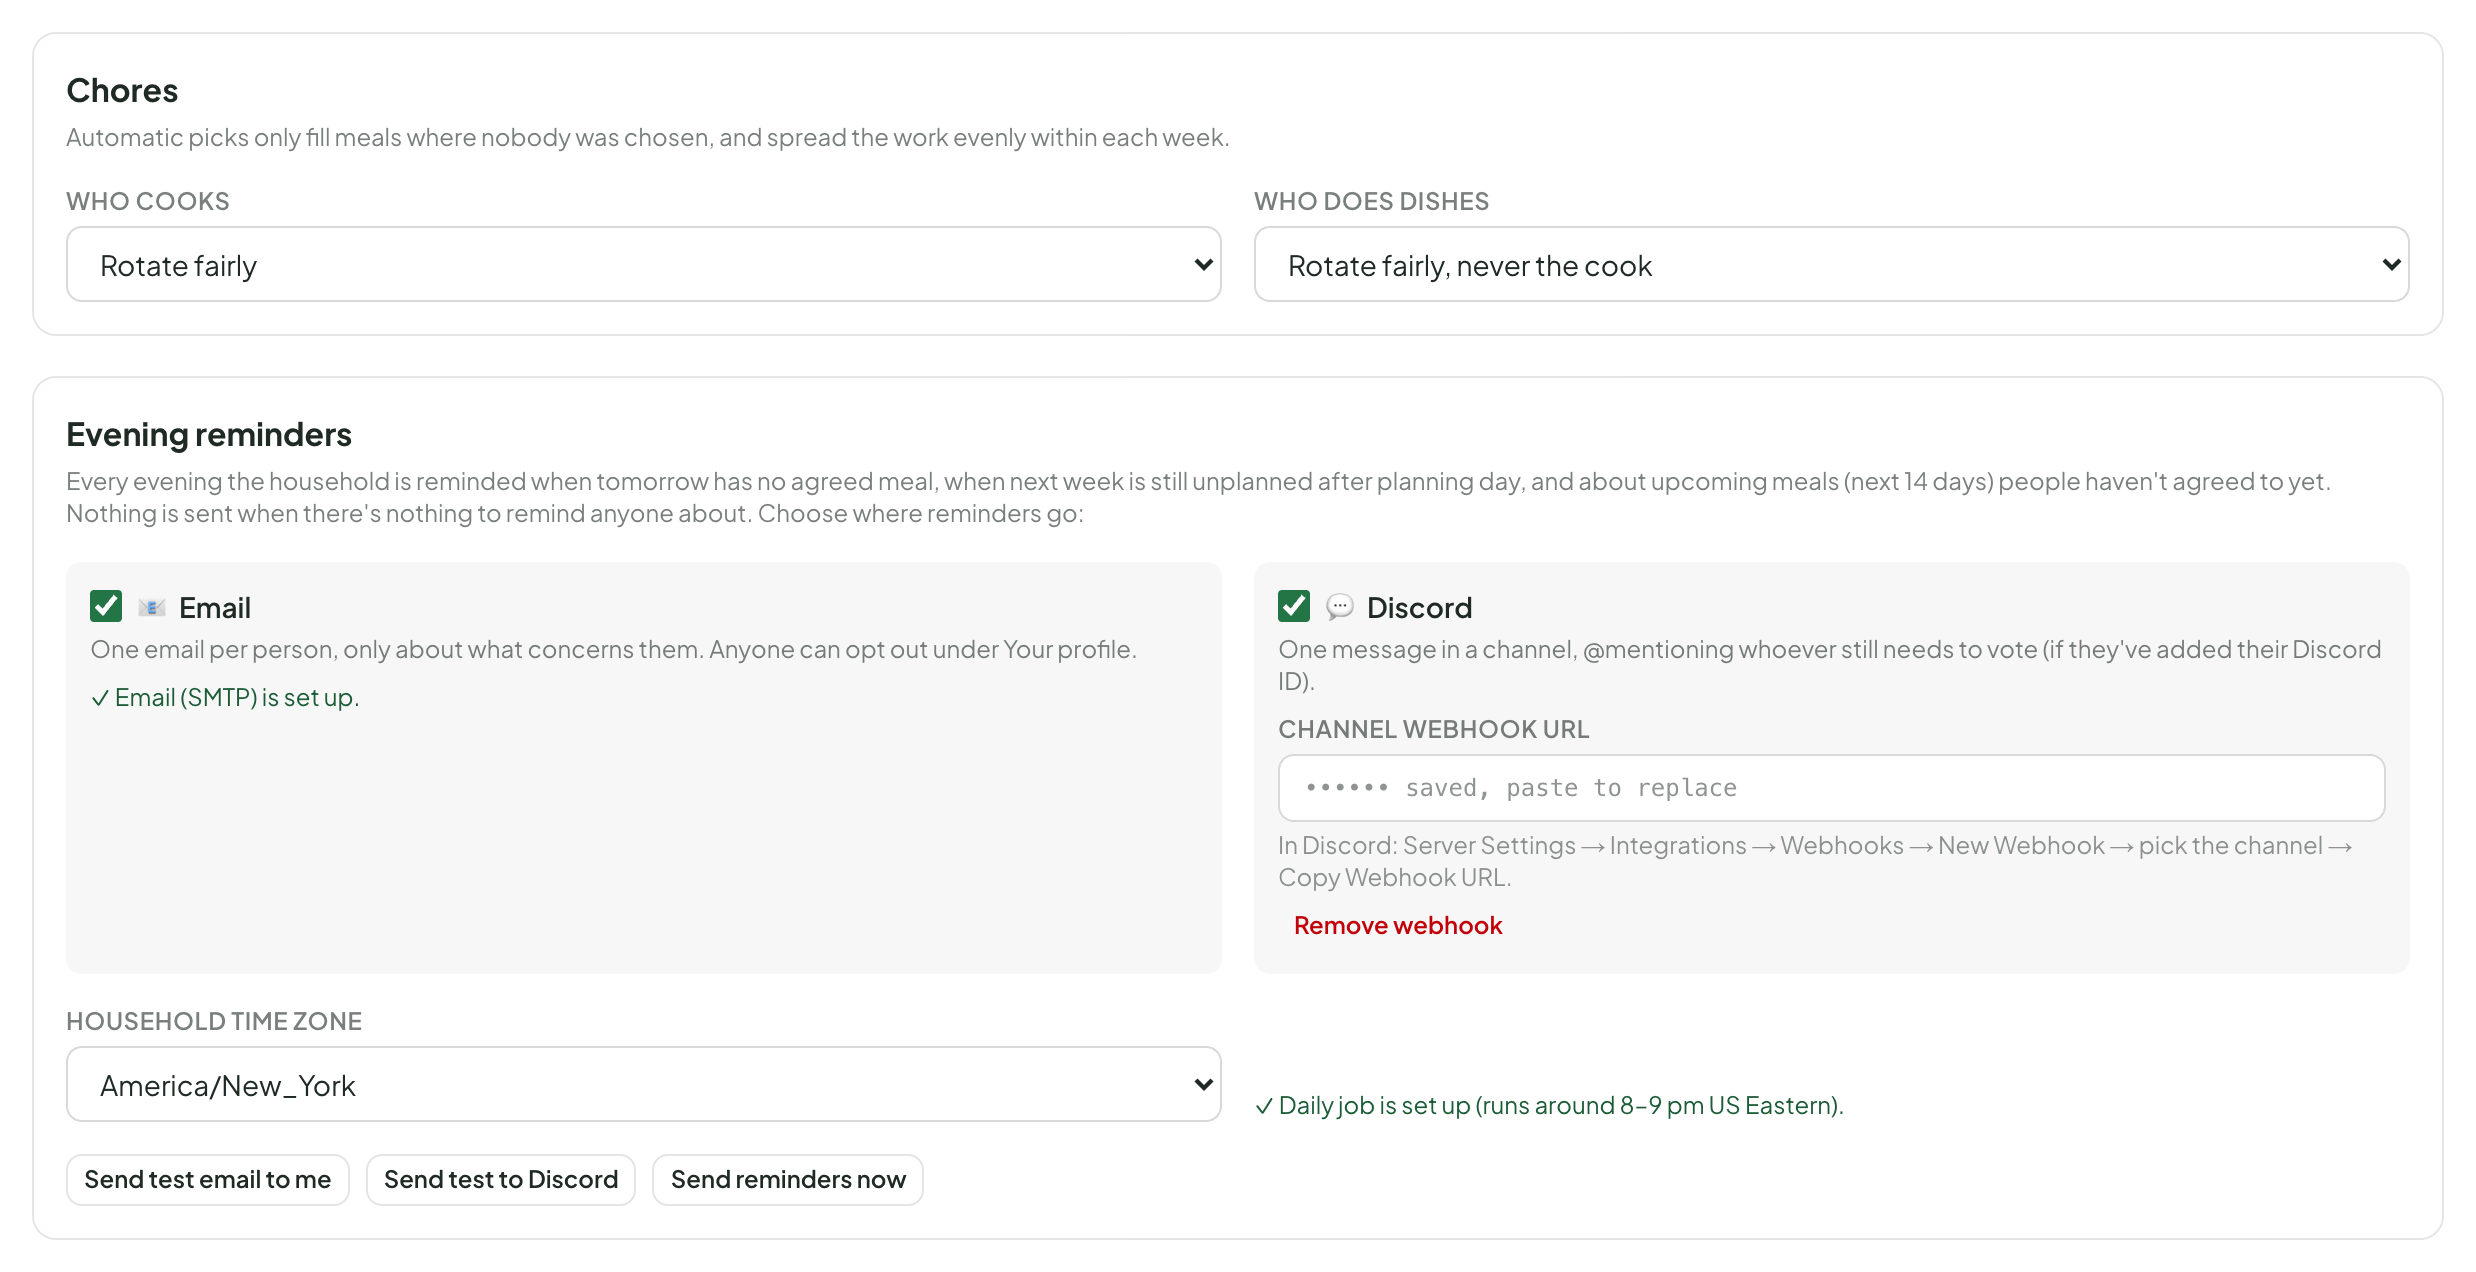 Chores
Automatic picks only fill meals where nobody was chosen, and spread the work evenly within each week.
WHO COOKS
Rotate fairly
WHO DOES DISHES
Rotate fairly, never the cook
Evening reminders
Every evening the household is reminded when tomorrow has no agreed meal, when next week is still unplanned after planning day, and about upcoming meals (next 14 days) people haven't agreed to yet.
Nothing is sent when there's nothing to remind anyone about. Choose where reminders go:
Email
One email per person, only about what concerns them. Anyone can opt out under Your profile.
✓ Email (SMTP) is set up.
Discord
One message in a channel, @mentioning whoever still needs to vote (if they've added their Discord
ID).
CHANNEL WEBHOOK URL
•••••• saved, paste to replace
In Discord: Server Settings → Integrations → Webhooks → New Webhook → pick the channel →
Copy Webhook URL.
Remove webhook
HOUSEHOLD TIME ZONE
America/New_York
✓ Daily job is set up (runs around 8–9 pm US Eastern).
Send test email to me
Send test to Discord
Send reminders now